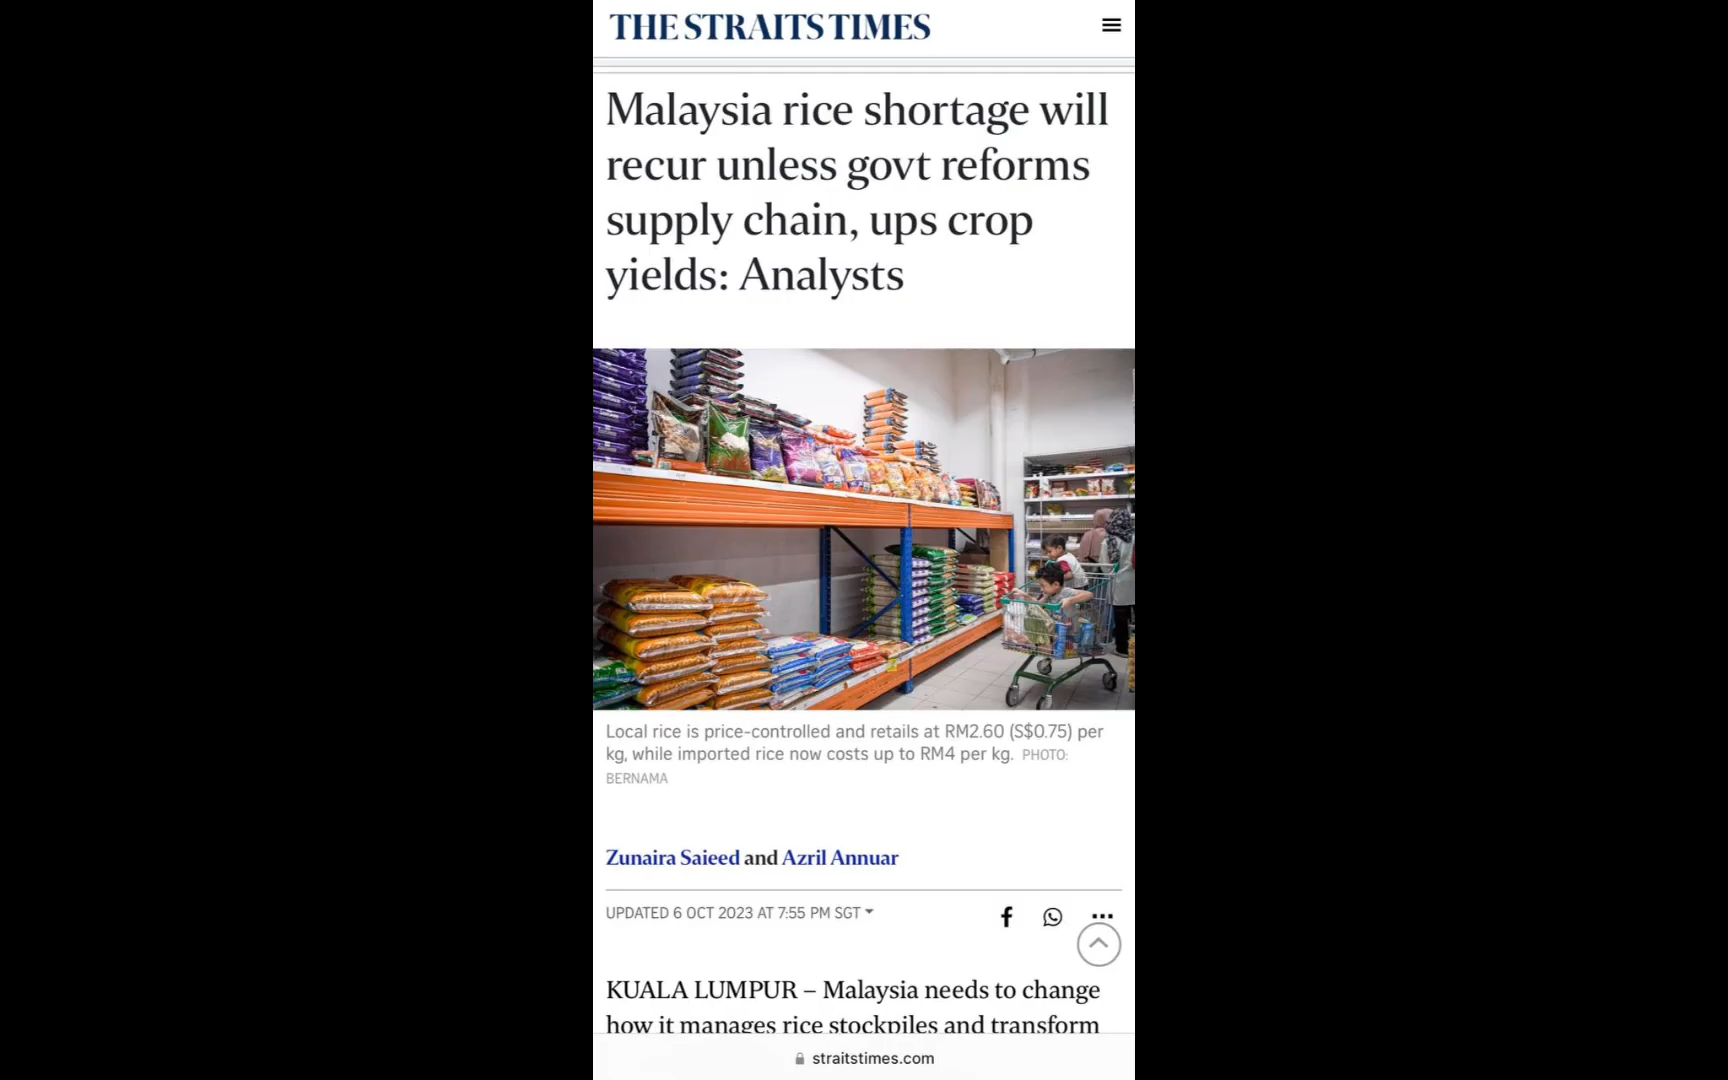 THE STRAITS TIMES
Malaysia rice shortage will
recur unless govt reforms
supply chain, ups crop
yields: Analysts
Local rice is price-controlled and retails at RM2.60 (S$0.75) per
kg, while imported rice now costs up to RM4 per kg. PHOTO:
BERNAMA
Zunaira Saieed and Azril Annuar
UPDATED 6 OCT 2023 AT 7:55 PM SGT
KUALA LUMPUR – Malaysia needs to change
how it manages rice stockpiles and transform
straitstimes.com